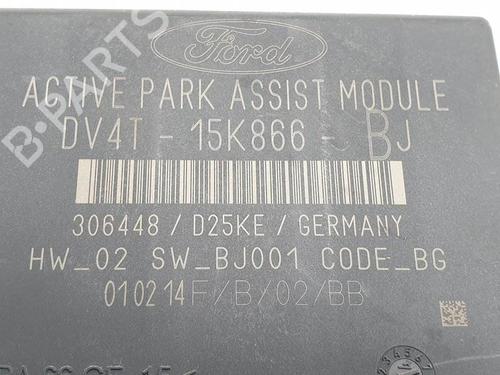 B-PARTS
Ford
ACTIVE PARK ASSIST MODULE
DV4T - 15K866 - BJ
306448 / D25KE / GERMANY
HW_02 SW_BJ001 CODE_BG
010214F/B/02/BB